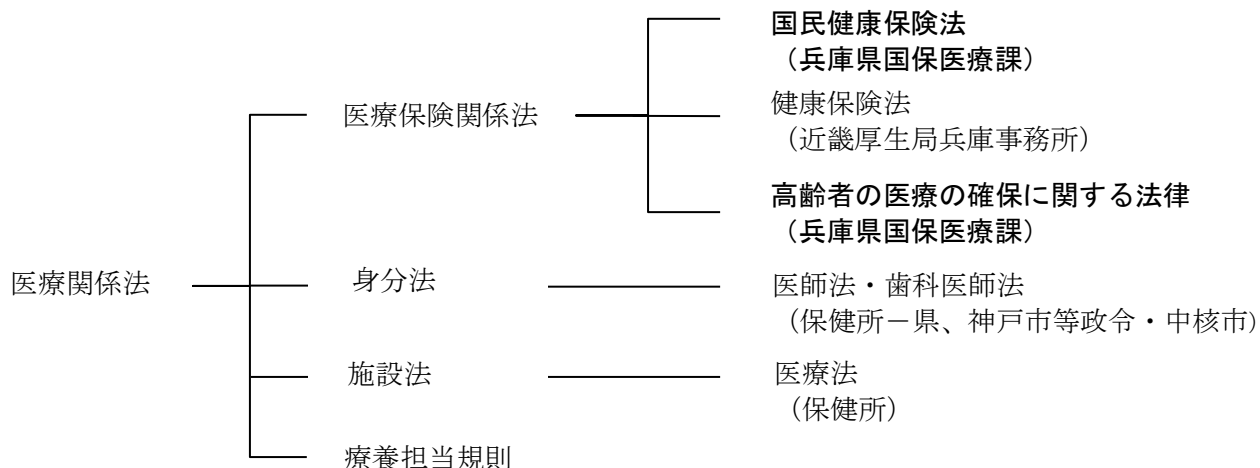 国民健康保険法
（兵庫県国保医療課）
医療保険関係法
健康保険法
（近畿厚生局兵庫事務所）
高齢者の医療の確保に関する法律
（兵庫県国保医療課）
医療関係法
身分法
医師法・歯科医師法
（保健所－県、神戸市等政令・中核市）
施設法
医療法
（保健所）
療養担当規則